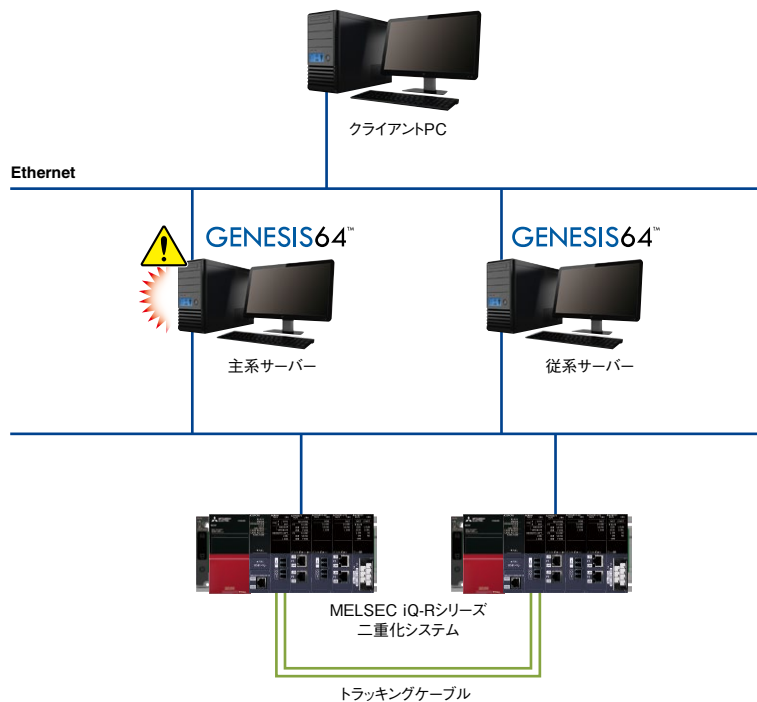 クライアントPC
Ethernet
GENESIS64™
GENESIS64™
主系サーバー
従系サーバー
MELSEC iQ-Rシリーズ
二重化システム
トラッキングケーブル